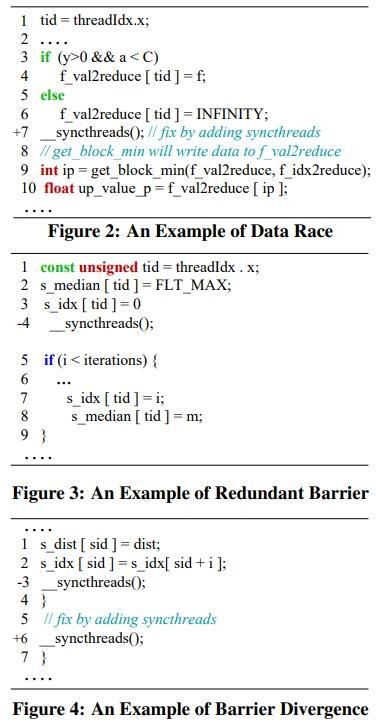 1 tid = threadIdx.x;
2 ....
3 if (y>0 && a < C)
4 f_val2reduce [ tid ] = f;
5 else
6 f_val2reduce [ tid ] = INFINITY;
+7 __syncthreads(); // fix by adding syncthreads
8 // get_block_min will write data to f_val2reduce
9 int ip = get_block_min(f_val2reduce, f_idx2reduce);
10 float up_value_p = f_val2reduce [ ip ];
....
Figure 2: An Example of Data Race
1 const unsigned tid = threadIdx . x;
2 s_median [ tid ] = FLT_MAX;
3 s_idx [ tid ] = 0
-4 __syncthreads();
5 if (i < iterations) {
6 ...
7 s_idx [ tid ] = i;
8 s_median [ tid ] = m;
9 }
....
Figure 3: An Example of Redundant Barrier
....
1 s_dist [ sid ] = dist;
2 s_idx [ sid ] = s_idx[ sid + i ];
-3 __syncthreads();
4 }
5 // fix by adding syncthreads
+6 __syncthreads();
7 }
....
Figure 4: An Example of Barrier Divergence